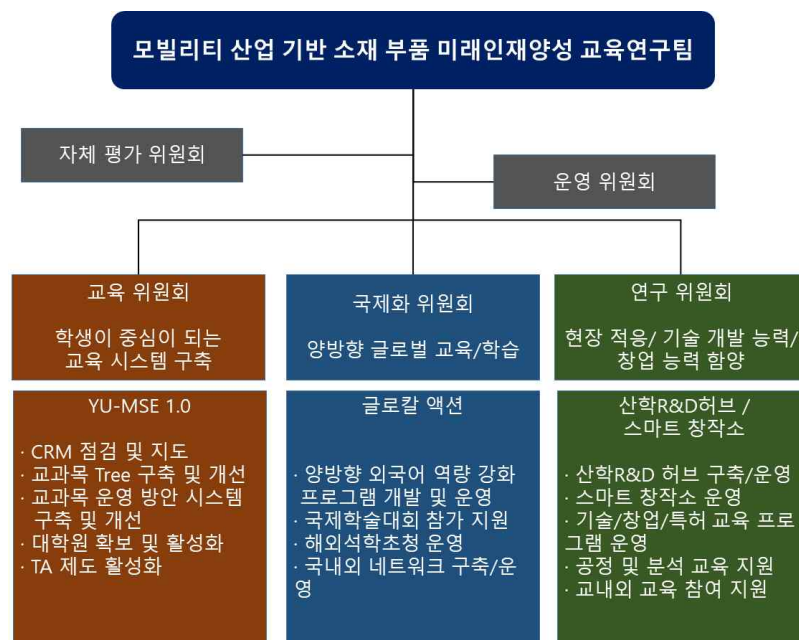 모빌리티 산업 기반 소재 부품 미래인재양성 교육연구팀
자체 평가 위원회
운영 위원회
교육 위원회
학생이 중심이 되는
교육 시스템 구축
국제화 위원회
양방향 글로벌 교육/학습
연구 위원회
현장 적응/ 기술 개발 능력/
창업 능력 함양
YU-MSE 1.0
· CRM 점검 및 지도
· 교과목 Tree 구축 및 개선
· 교과목 운영 방안 시스템
구축 및 개선
· 대학원 확보 및 활성화
· TA 제도 활성화
글로칼 액션
· 양방향 외국어 역량 강화
프로그램 개발 및 운영
· 국제학술대회 참가 지원
· 해외석학초청 운영
· 국내외 네트워크 구축/운
영
산학R&D허브 /
스마트 창작소
· 산학R&D 허브 구축/운영
· 스마트 창작소 운영
· 기술/창업/특허 교육 프로
그램 운영
· 공정 및 분석 교육 지원
· 교내외 교육 참여 지원